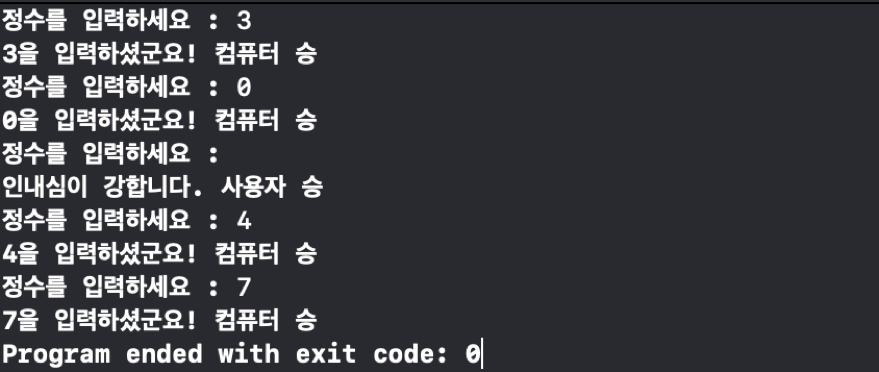 정수를 입력하세요 : 3
3을 입력하셨군요! 컴퓨터 승
정수를 입력하세요 : 0
0을 입력하셨군요! 컴퓨터 승
정수를 입력하세요 :
인내심이 강합니다. 사용자 승
정수를 입력하세요 : 4
4을 입력하셨군요! 컴퓨터 승
정수를 입력하세요 : 7
7을 입력하셨군요! 컴퓨터 승
Program ended with exit code: 0